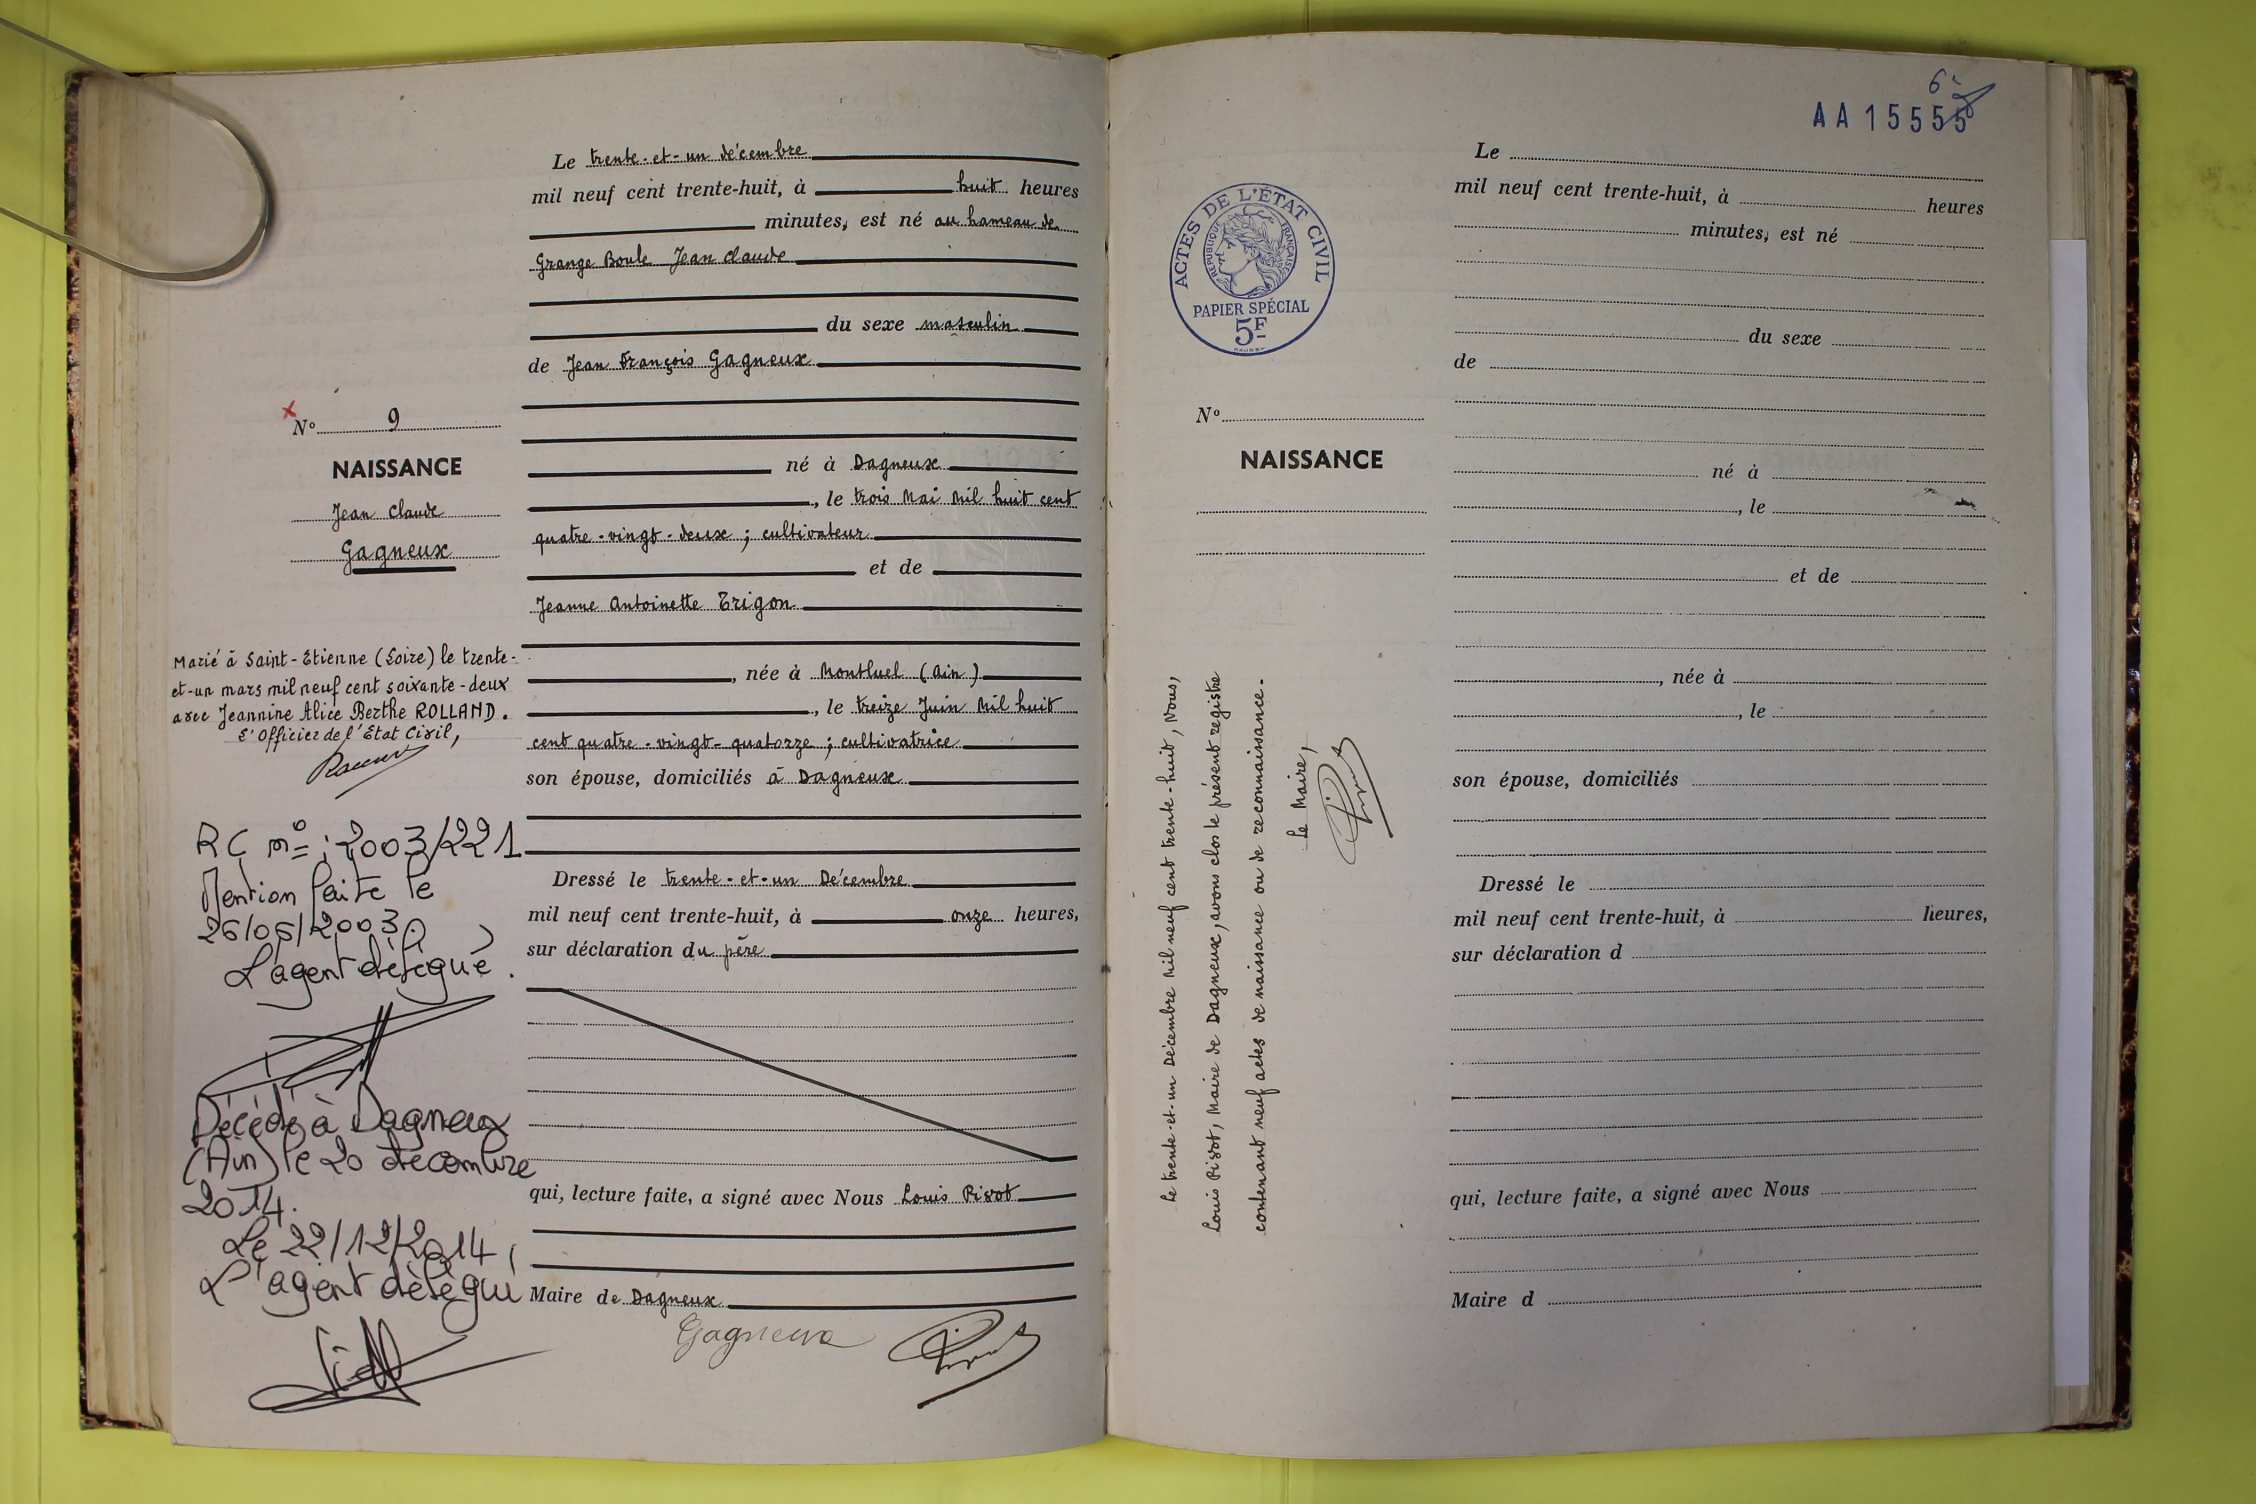 Le trente-et-un décembre
mil neuf cent trente-huit, à huit heures
minutes, est né au hameau de
Grange Boule Jean Claude
du sexe masculin
de Jean François Gagneux
né à Dagneux
, le trois Mai Mil huit cent
quatre-vingt-deux ; cultivateur
et de
Jeanne Antoinette Trigon
, née à Montluel (Ain)
, le treize Juin Mil huit
cent quatre-vingt-quatorze ; cultivatrice
son épouse, domiciliés à Dagneux
Dressé le trente-et-un Décembre
mil neuf cent trente-huit, à onze heures,
sur déclaration du père
qui, lecture faite, a signé avec Nous Louis Pivot
Maire de Dagneux
Gagneux
N° 9
NAISSANCE
Jean Claude
Gagneux
Marié à Saint-Etienne (Loire) le trente-
et-un mars mil neuf cent soixante-deux
avec Jeannine Alice Berthe ROLLAND.
L'Officier de l'Etat Civil,
RC n° : 2003/221
Mention faite le
26/05/2003
L'agent délégué.
Décédé à Dagneux
(Ain) le 20 décembre
2014.
Le 22/12/2014,
L'agent délégué
6
AA 15555
ACTES DE L'ÉTAT CIVIL
RÉPUBLIQUE FRANÇAISE
PAPIER SPÉCIAL
5F
N°
NAISSANCE
Le trente-et-un Décembre Mil neuf cent trente-huit, Nous,
Louis Pivot, Maire de Dagneux, avons clos le présent registre
contenant neuf actes de naissance ou de reconnaissance.
Le Maire,
Le
mil neuf cent trente-huit, à heures
minutes, est né
du sexe
de
né à
, le
et de
, née à
, le
son épouse, domiciliés
Dressé le
mil neuf cent trente-huit, à heures,
sur déclaration d
qui, lecture faite, a signé avec Nous
Maire d